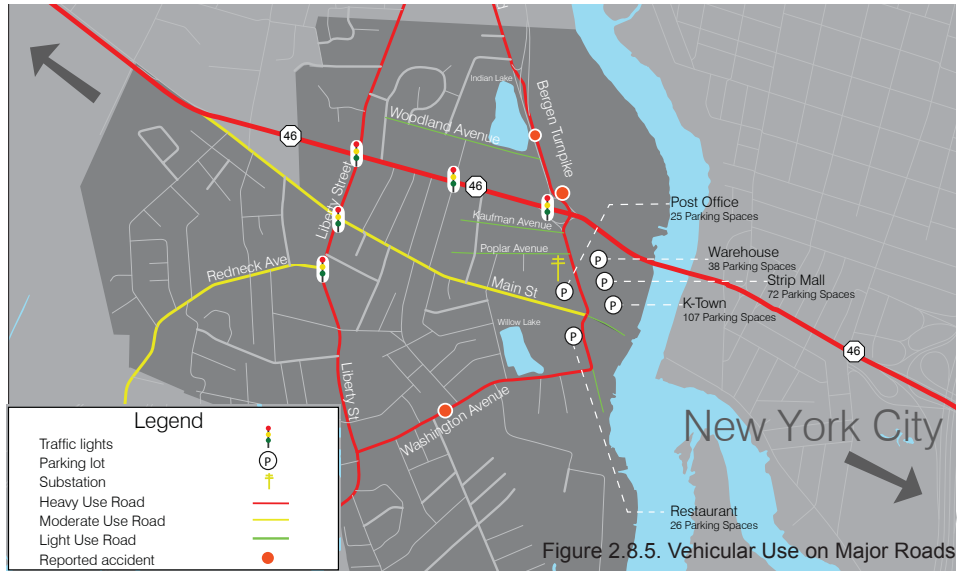 Indian Lake
Bergen Turnpike
Woodland Avenue
46
46
Liberty Street
Post Office
25 Parking Spaces
Kaufman Avenue
Warehouse
38 Parking Spaces
Poplar Avenue
Redneck Ave
P
P
P
P
Strip Mall
72 Parking Spaces
Main St
K-Town
107 Parking Spaces
Willow Lake
P
46
Liberty St
Washington Avenue
New York City
Legend
Traffic lights
Parking lot
P
Substation
Heavy Use Road
Moderate Use Road
Light Use Road
Reported accident
Restaurant
26 Parking Spaces
Figure 2.8.5. Vehicular Use on Major Roads